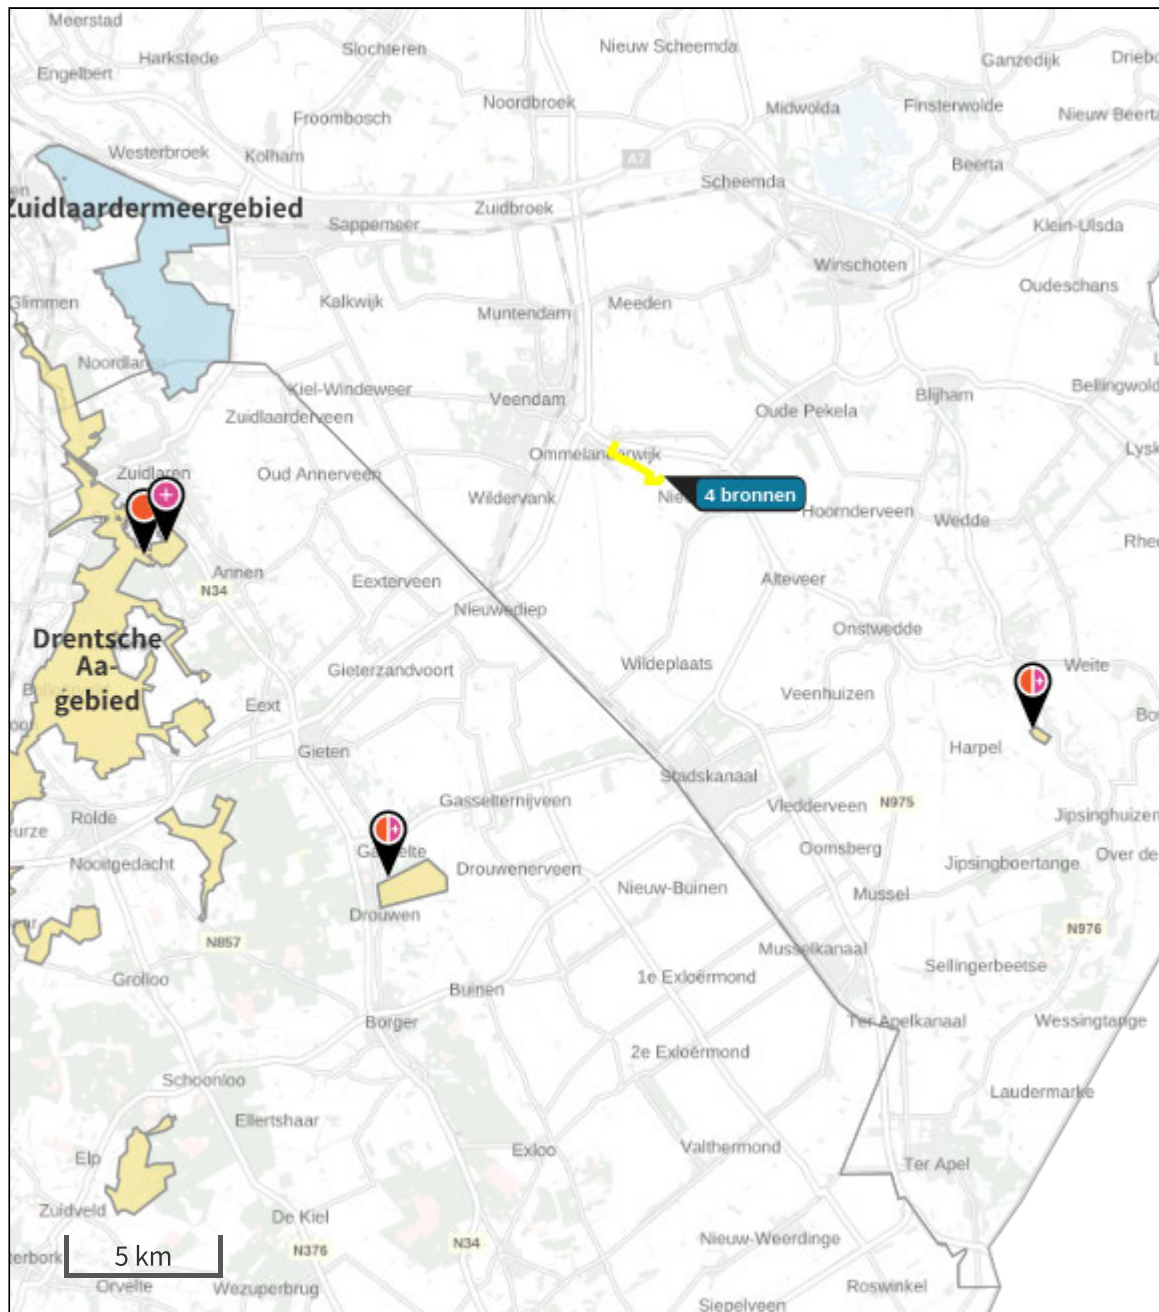 Meerstad
Harkstede
Slochteren
Nieuw Scheemda
Ganzedijk
Engelbert
Noordbroek
Midwolda
Finsterwolde
Froombosch
Nieuw Beerta
Westerbroek
Kolham
A7
Scheemda
Beerta
Zuidlaardermeergebied
Sappemeer
Zuidbroek
Klein-Ulsda
Winschoten
Oudeschans
Glimmen
Kalkwijk
Meeden
Muntendam
Noordlaren
Kiel-Windeweer
Veendam
Blijham
Bellingwold
Zuidlaarderveen
Oude Pekela
Ommelanderwijk
Zuidlaren
Oud Annerveen
Wildervank
4 bronnen
Hoornderveen
Wedde
Annen
N34
Eexterveen
Alteveer
Nieuwediep
Onstwedde
Drentsche
Aa-
gebied
Gieterzandvoort
Wildeplaats
Weite
Veenhuizen
Eext
Gieten
Harpel
Stadskanaal
Gasselternijveen
Vledderveen
N975
Rolde
Jipsinghuizen
Gasselte
Oomsberg
Nooitgedacht
Drouwenerveen
Jipsingboertange
Over de
Nieuw-Buinen
Mussel
Drouwen
N857
N976
Musselkanaal
Grolloo
1e Exloërmond
Sellingerbeetse
Buinen
Borger
Ter Apelkanaal
Wessingtange
2e Exloërmond
Schoonloo
Laudermarke
Ellertshaar
Elp
Exloo
Valthermond
Ter Apel
Zuidveld
De Kiel
Nieuw-Weerdinge
N376
N34
5 km
Orvelte
Wezuperbrug
Roswinkel
Siepelveen